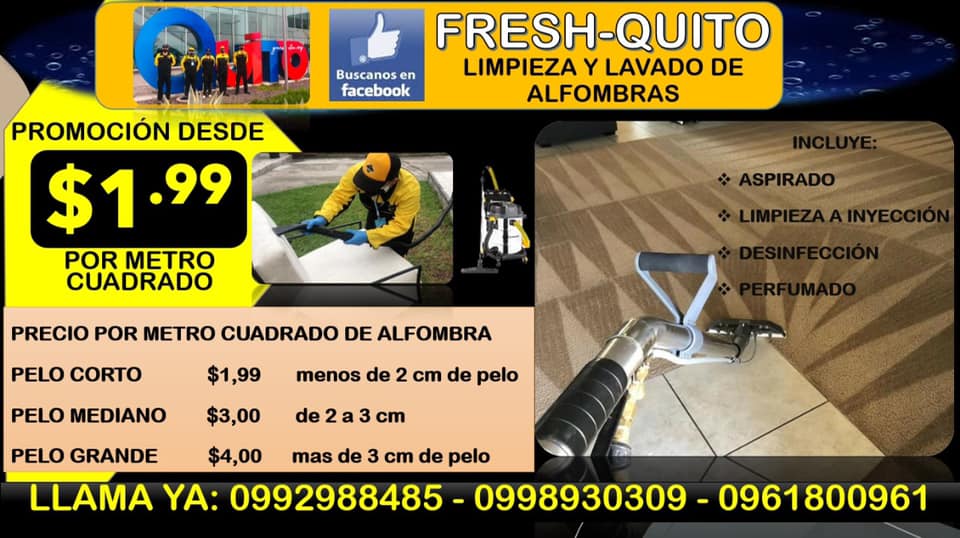 Quito
Buscanos en
facebook
FRESH-QUITO
LIMPIEZA Y LAVADO DE
ALFOMBRAS
PROMOCIÓN DESDE
$1.99
POR METRO
CUADRADO
INCLUYE:
❖ ASPIRADO
❖ LIMPIEZA A INYECCIÓN
❖ DESINFECCIÓN
❖ PERFUMADO
PRECIO POR METRO CUADRADO DE ALFOMBRA
PELO CORTO $1,99 menos de 2 cm de pelo
PELO MEDIANO $3,00 de 2 a 3 cm
PELO GRANDE $4,00 mas de 3 cm de pelo
LLAMA YA: 0992988485 - 0998930309 - 0961800961